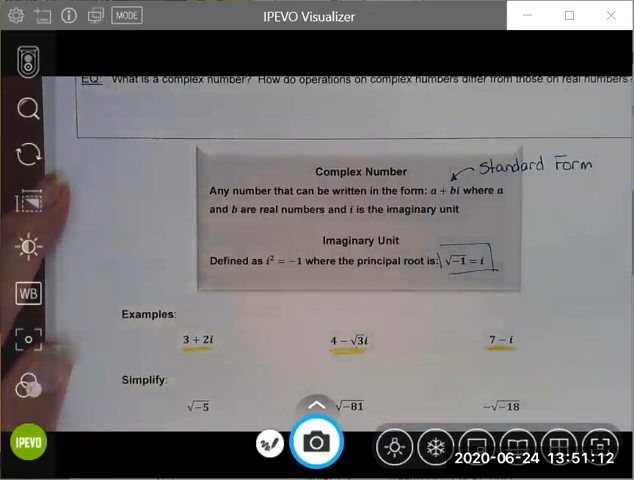 IPEVO Visualizer
MODE
EQ: What is a complex number? How do operations on complex numbers differ from those on real numbers?
Complex Number
Standard Form
Any number that can be written in the form: a + bi where a
and b are real numbers and i is the imaginary unit
Imaginary Unit
Defined as i² = −1 where the principal root is: √−1 = i
Examples:
3 + 2i 4 − √3i 7 − i
WB
Simplify:
√−5 √−81 −√−18
IPEVO
2020-06-24 13:51:12